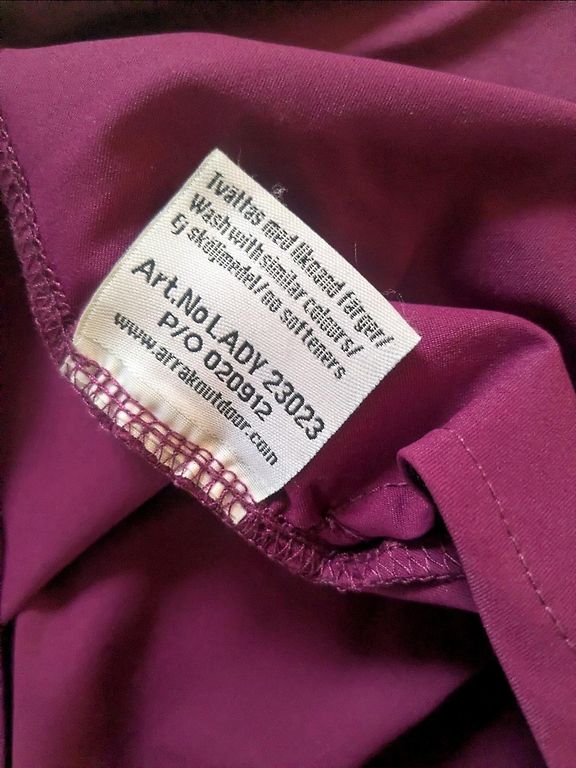 Tvättas med liknand färger/
Wash with similar colours/
Ej sköljmedel/no softeners
Art.No LADY 23023
P/O 020912
www.arrakoutdoor.com